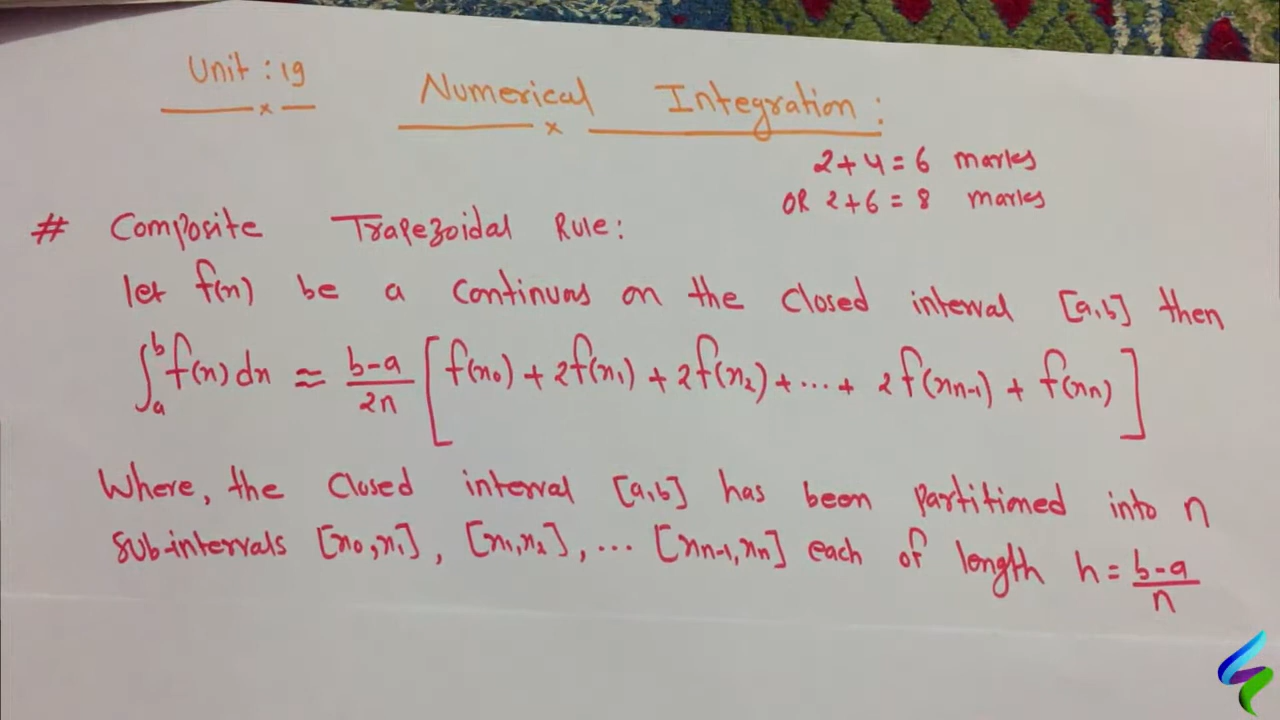 Unit : 19
Numerical Integration :
2 + 4 = 6 marks
OR 2+6 = 8 marks
# Composite Trapezoidal Rule:
let f(x) be a continuos on the closed interval [a,b] then
∫ₐᵇ f(x) dx ≈ (b-a)/2n [f(x₀) + 2f(x₁) + 2f(x₂) + ... + 2f(xₙ₋₁) + f(xₙ)]
Where, the closed interval [a,b] has been partitioned into n
sub-intervals [x₀,x₁], [x₁,x₂], ... [xₙ₋₁,xₙ] each of length h = (b-a)/n